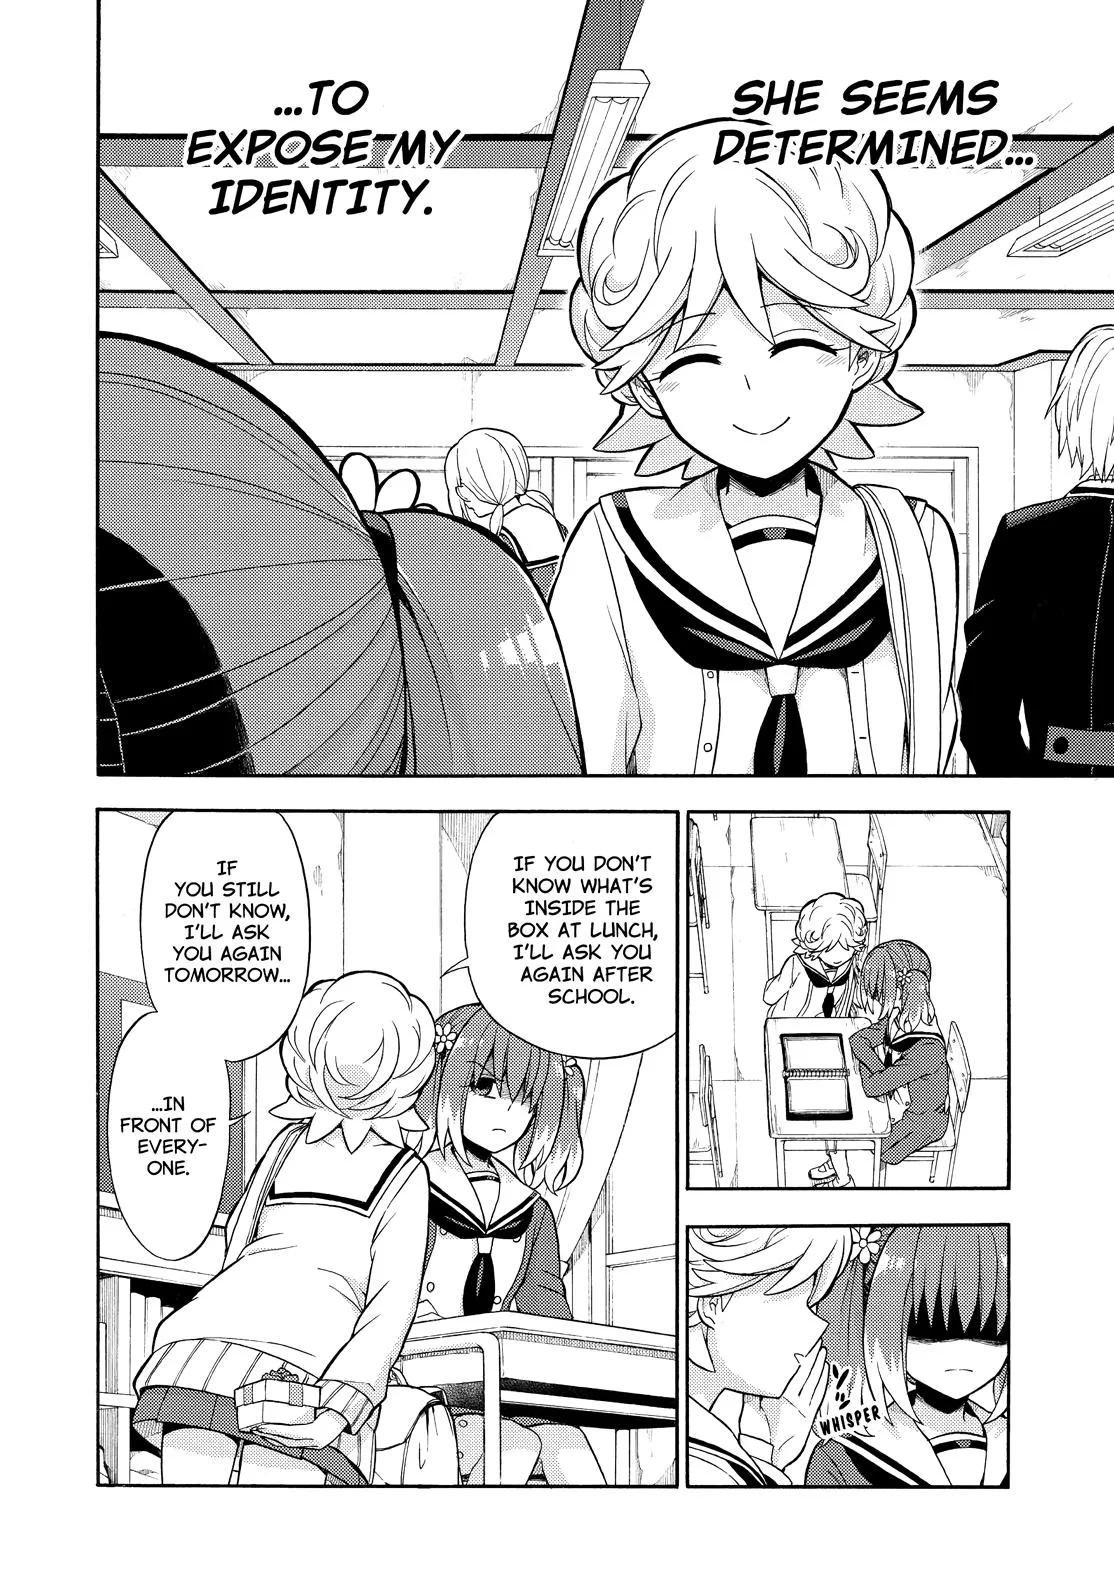 SHE SEEMS
DETERMINED...
...TO
EXPOSE MY
IDENTITY.
ソッ
WHISPER
IF YOU DON'T
KNOW WHAT'S
INSIDE THE
BOX AT LUNCH,
I'LL ASK YOU
AGAIN AFTER
SCHOOL.
IF
YOU STILL
DON'T KNOW,
I'LL ASK
YOU AGAIN
TOMORROW...
...IN
FRONT OF
EVERY-
ONE.